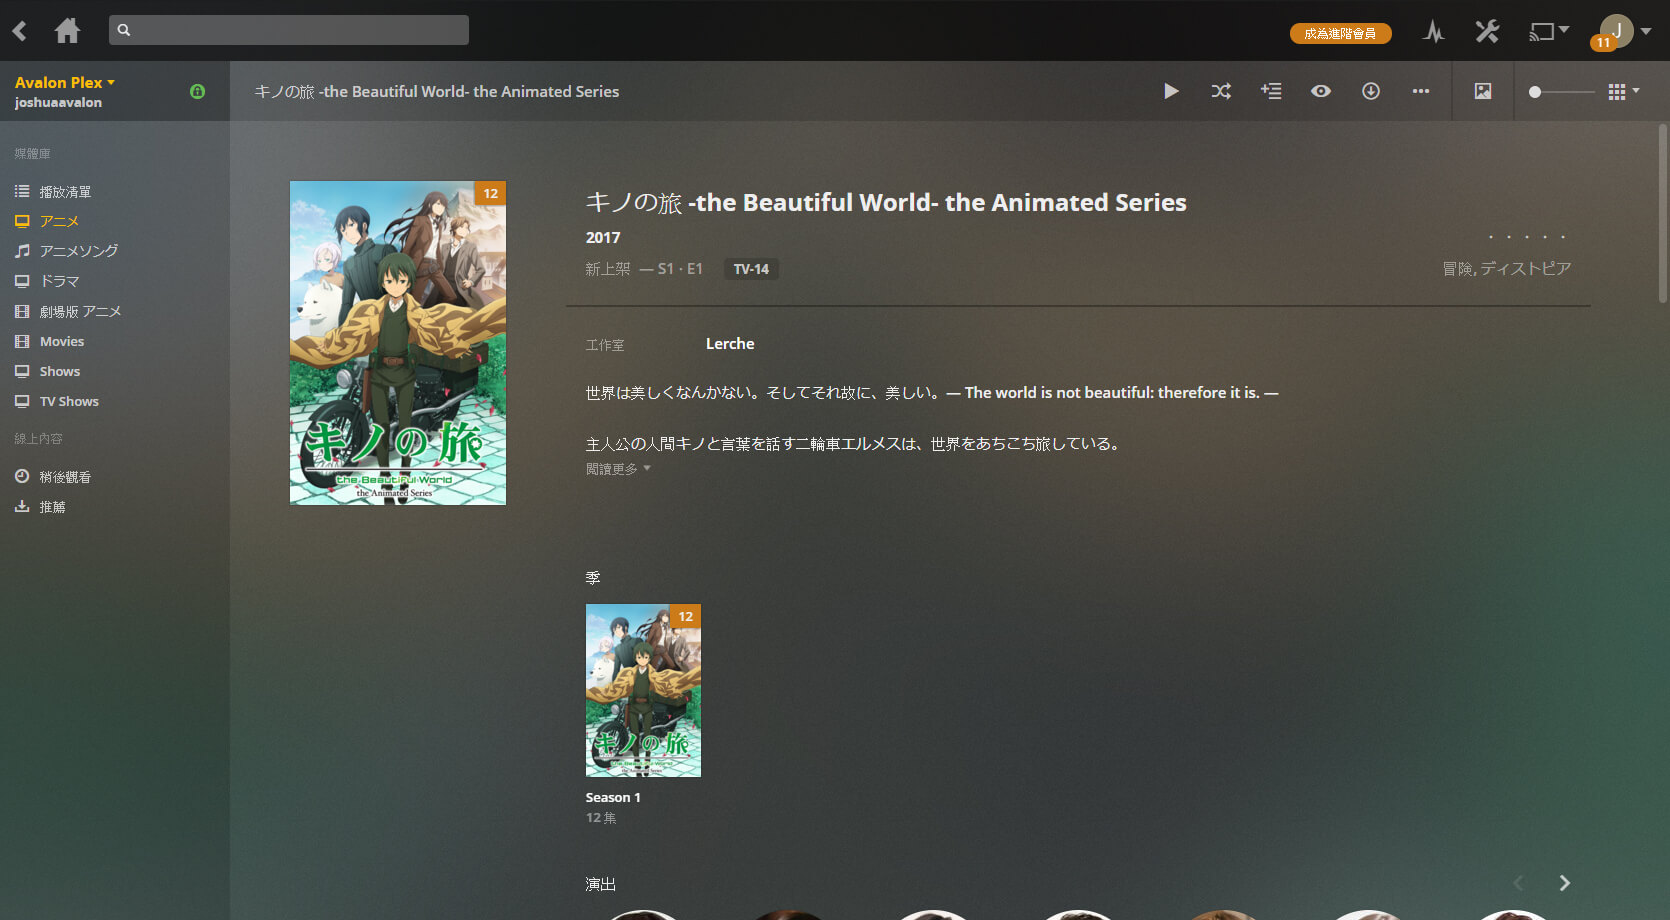 成為進階會員
J
11
Avalon Plex
joshuaavalon
キノの旅 -the Beautiful World- the Animated Series
媒體庫
播放清單
アニメ
アニメソング
ドラマ
劇場版 アニメ
Movies
Shows
TV Shows
線上內容
稍後觀看
推薦
12
キノの旅
the Beautiful World
the Animated Series
キノの旅 -the Beautiful World- the Animated Series
2017
新上架 — S1 · E1 TV-14
冒険, ディストピア
工作室 Lerche
世界は美しくなんかない。そしてそれ故に、美しい。— The world is not beautiful: therefore it is. —
主人公の人間キノと言葉を話す二輪車エルメスは、世界をあちこち旅している。
閱讀更多
季
12
キノの旅
the Beautiful World
the Animated Series
Season 1
12 集
演出